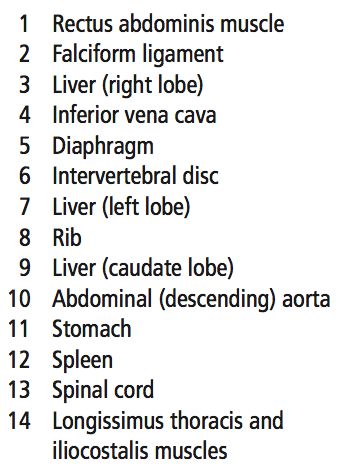 1 Rectus abdominis muscle
2 Falciform ligament
3 Liver (right lobe)
4 Inferior vena cava
5 Diaphragm
6 Intervertebral disc
7 Liver (left lobe)
8 Rib
9 Liver (caudate lobe)
10 Abdominal (descending) aorta
11 Stomach
12 Spleen
13 Spinal cord
14 Longissimus thoracis and
iliocostalis muscles